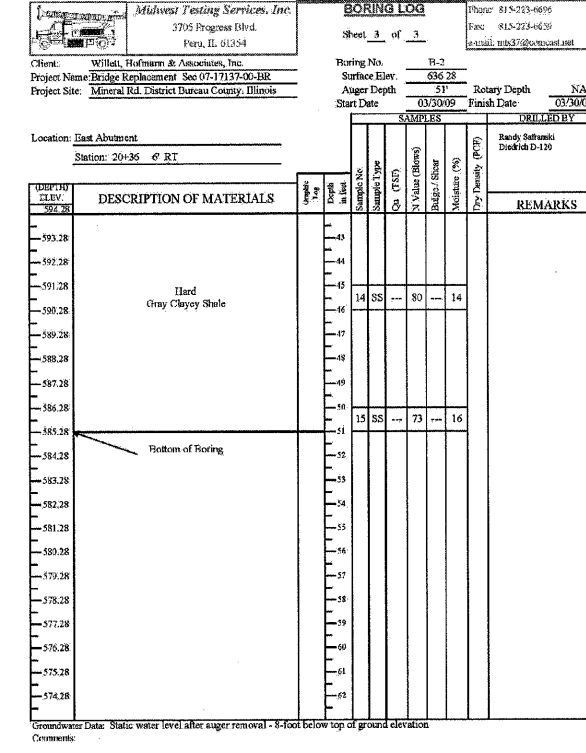 Midwest Testing Services, Inc.
3705 Progress Blvd.
Peru, IL 61354
BORING LOG
Sheet 3 of 3
Phone: 815-223-6696
Fax: 815-223-6659
e-mail: mts37@comcast.net
Client: Willett, Hofmann & Associates, Inc.
Project Name: Bridge Replacement Sec 07-17137-00-BR
Project Site: Mineral Rd. District Bureau County, Illinois
Boring No. B-2
Surface Elev. 636.28
Auger Depth 51' Rotary Depth NA
Start Date 03/30/09 Finish Date 03/30/0
Location: East Abutment
Station: 20+36 6' RT
SAMPLES
DRILLED BY
Randy Saftanski
Diedrich D-120
(DEPTH)
ELEV.
594.28
DESCRIPTION OF MATERIALS
Graphic Log
Depth in feet
Sample No.
Sample Type
Qu (TSF)
N Value (Blows)
Bulge / Shear
Moisture (%)
Dry Density (PCF)
REMARKS
593.28 43
592.28 44
591.28 45
Hard
Gray Clayey Shale
14 SS --- 80 --- 14
590.28 46
589.28 47
588.28 48
587.28 49
586.28 50
15 SS --- 73 --- 16
585.28 51
Bottom of Boring
584.28 52
583.28 53
582.28 54
581.28 55
580.28 56
579.28 57
578.28 58
577.28 59
576.28 60
575.28 61
574.28 62
Groundwater Data: Static water level after auger removal - 8-foot below top of ground elevation
Comments: